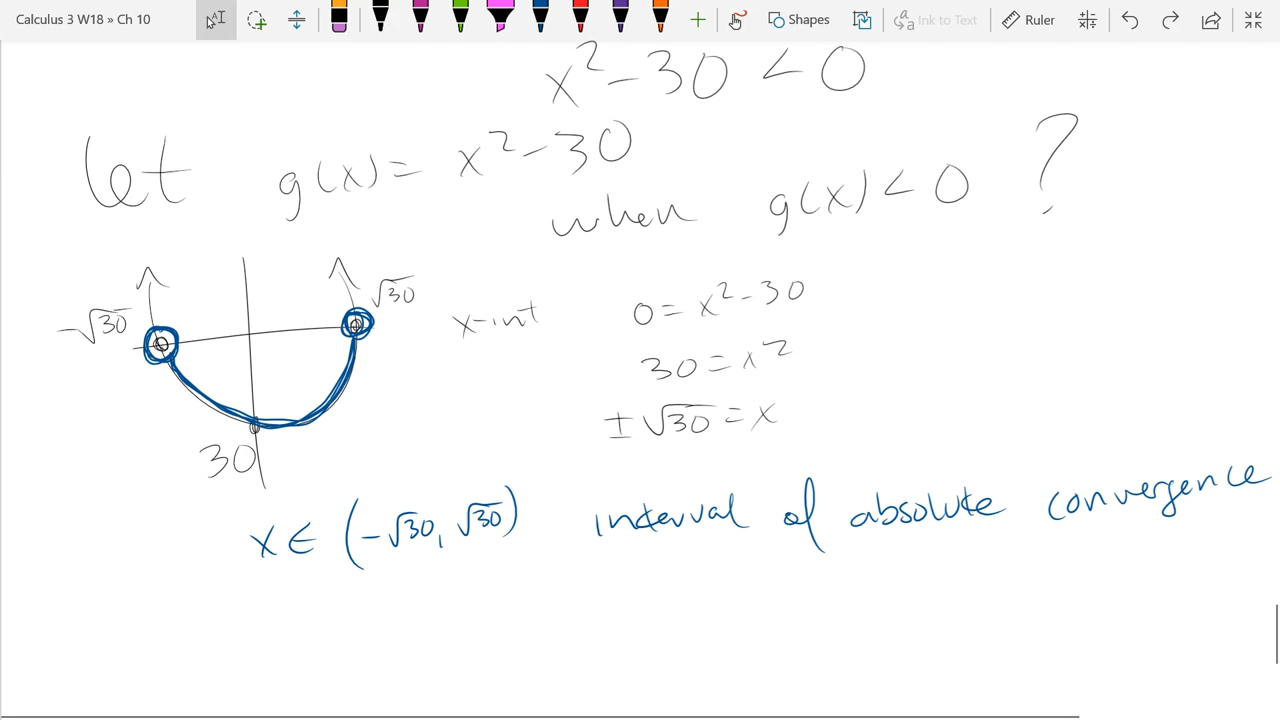 Calculus 3 W18 » Ch 10
Shapes
Ink to Text
Ruler
x² - 30 < 0
let g(x) = x² - 30
when g(x) < 0 ?
-√30
√30
x-int
0 = x² - 30
30 = x²
± √30 = x
30
x ∈ (-√30, √30) interval of absolute convergence